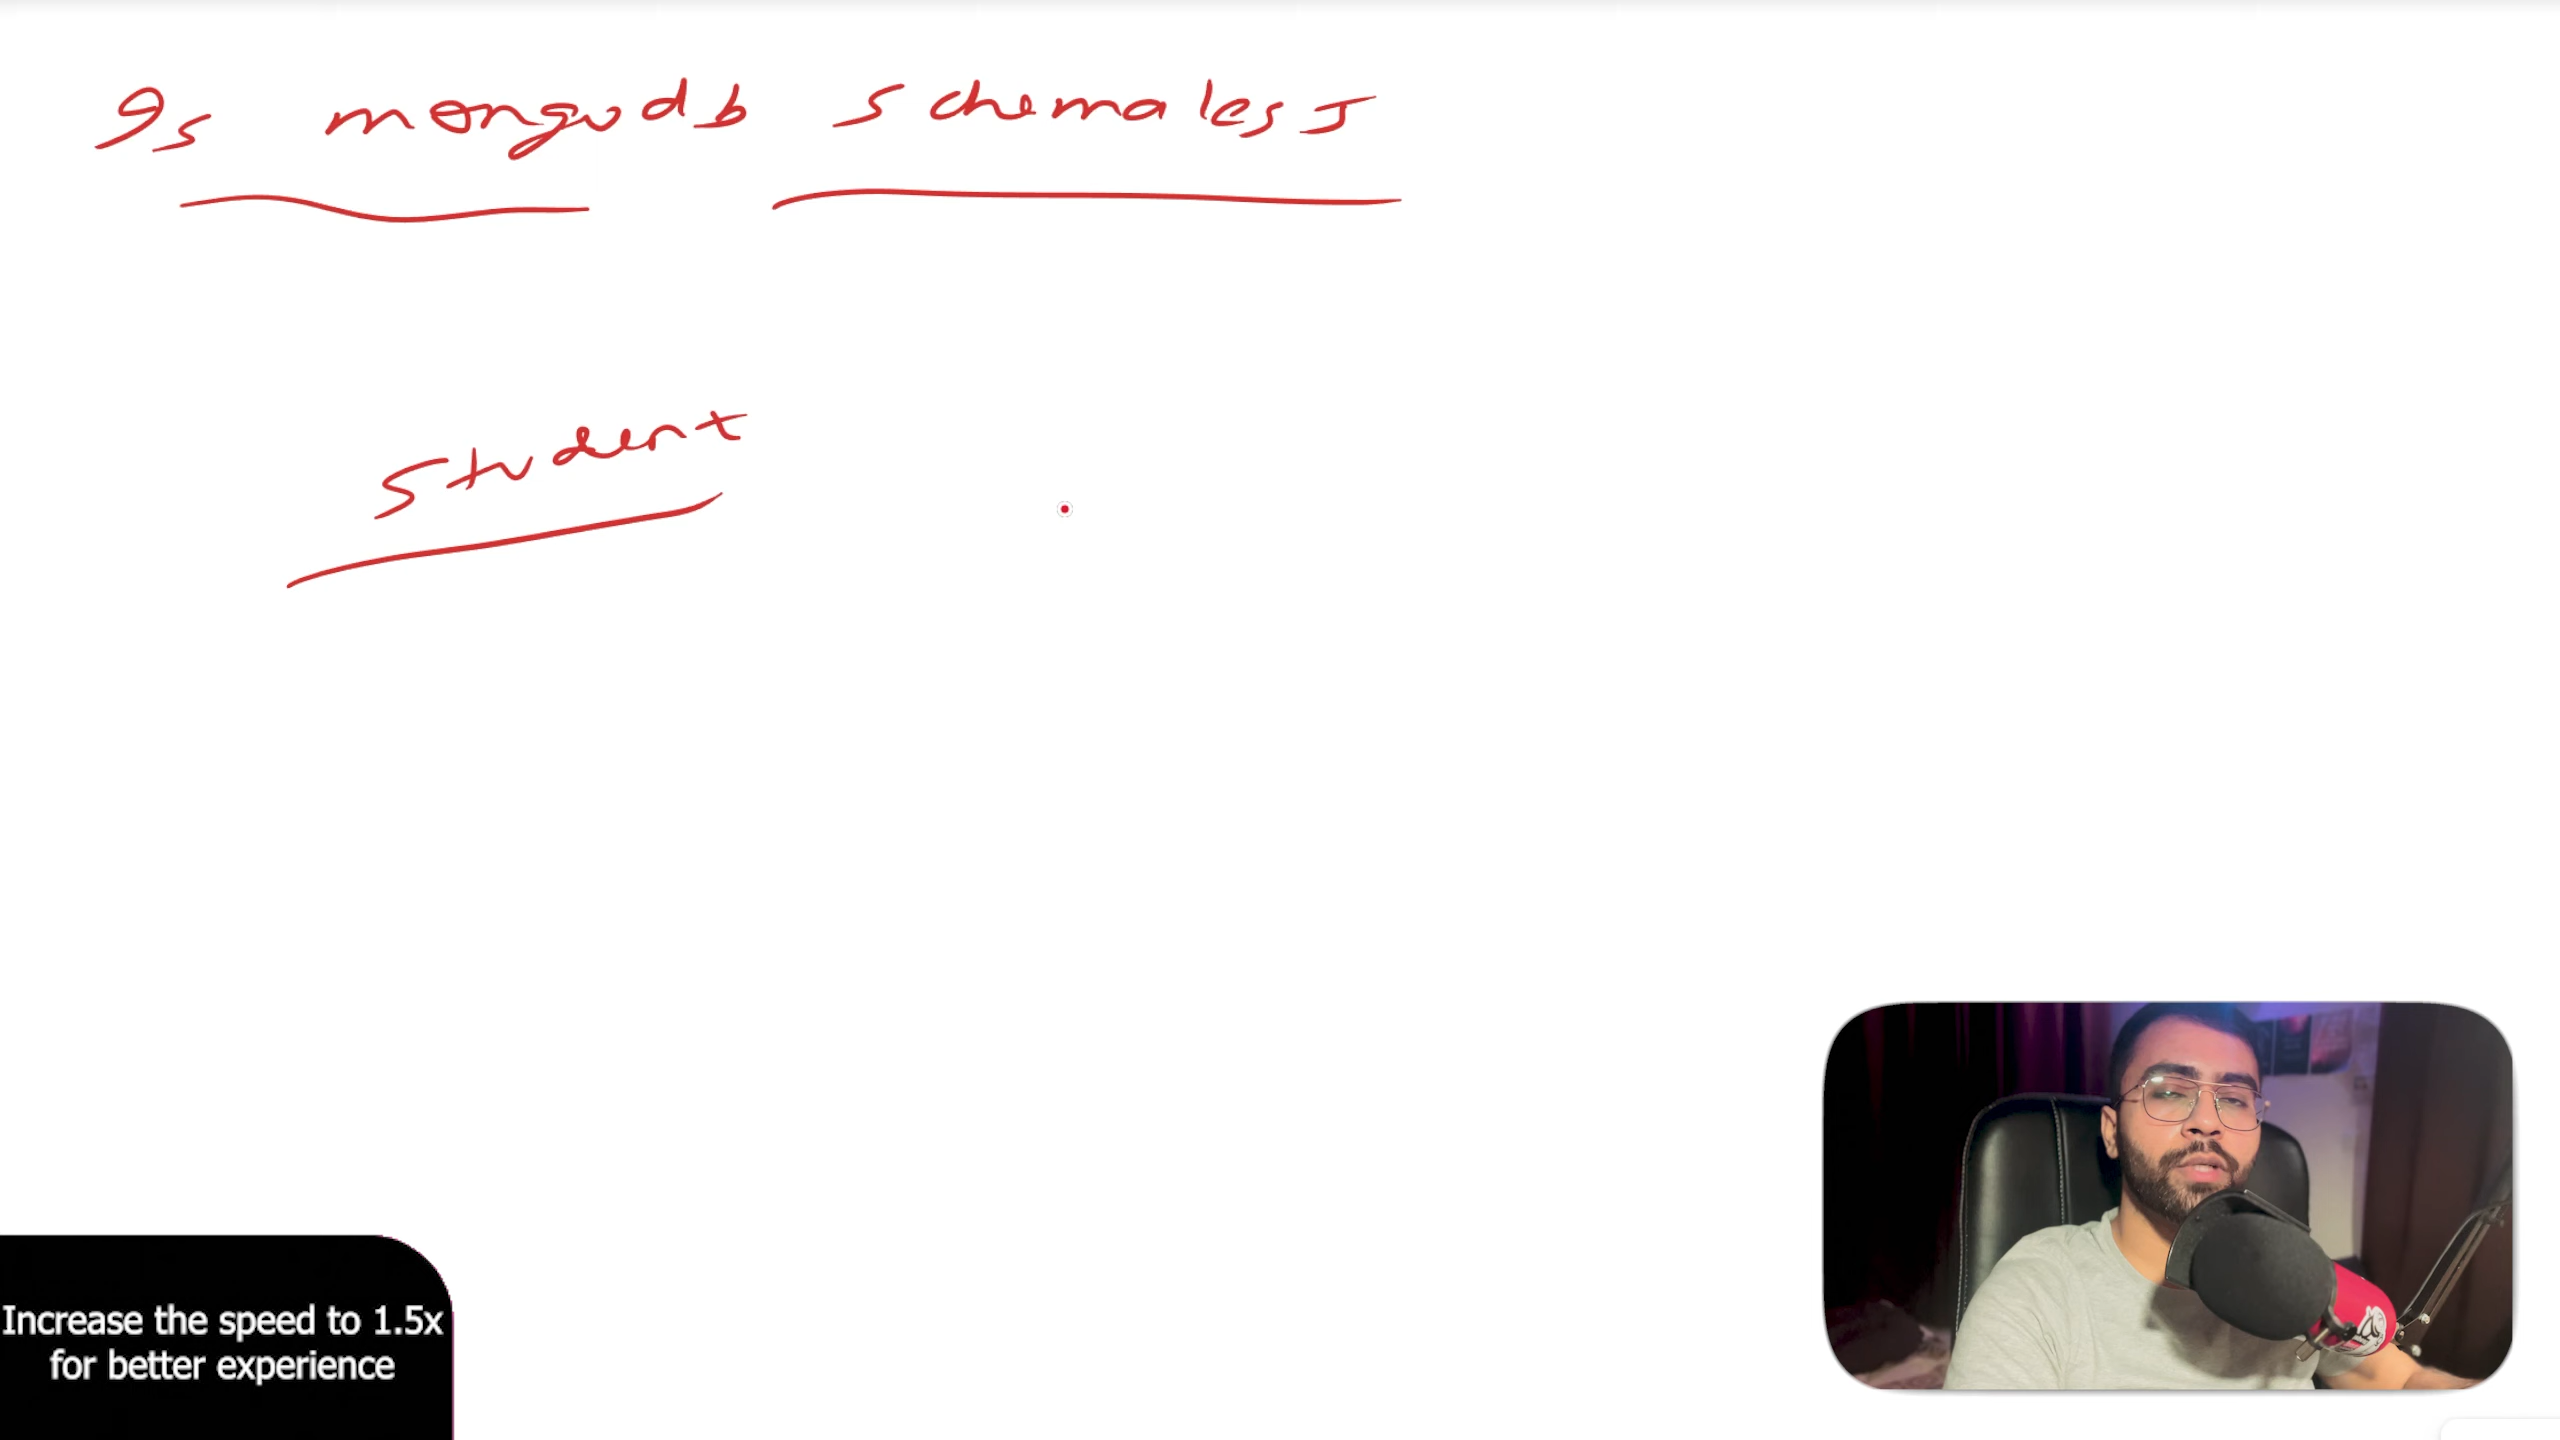 Is mongodb schemaless
Student
Increase the speed to 1.5x
for better experience